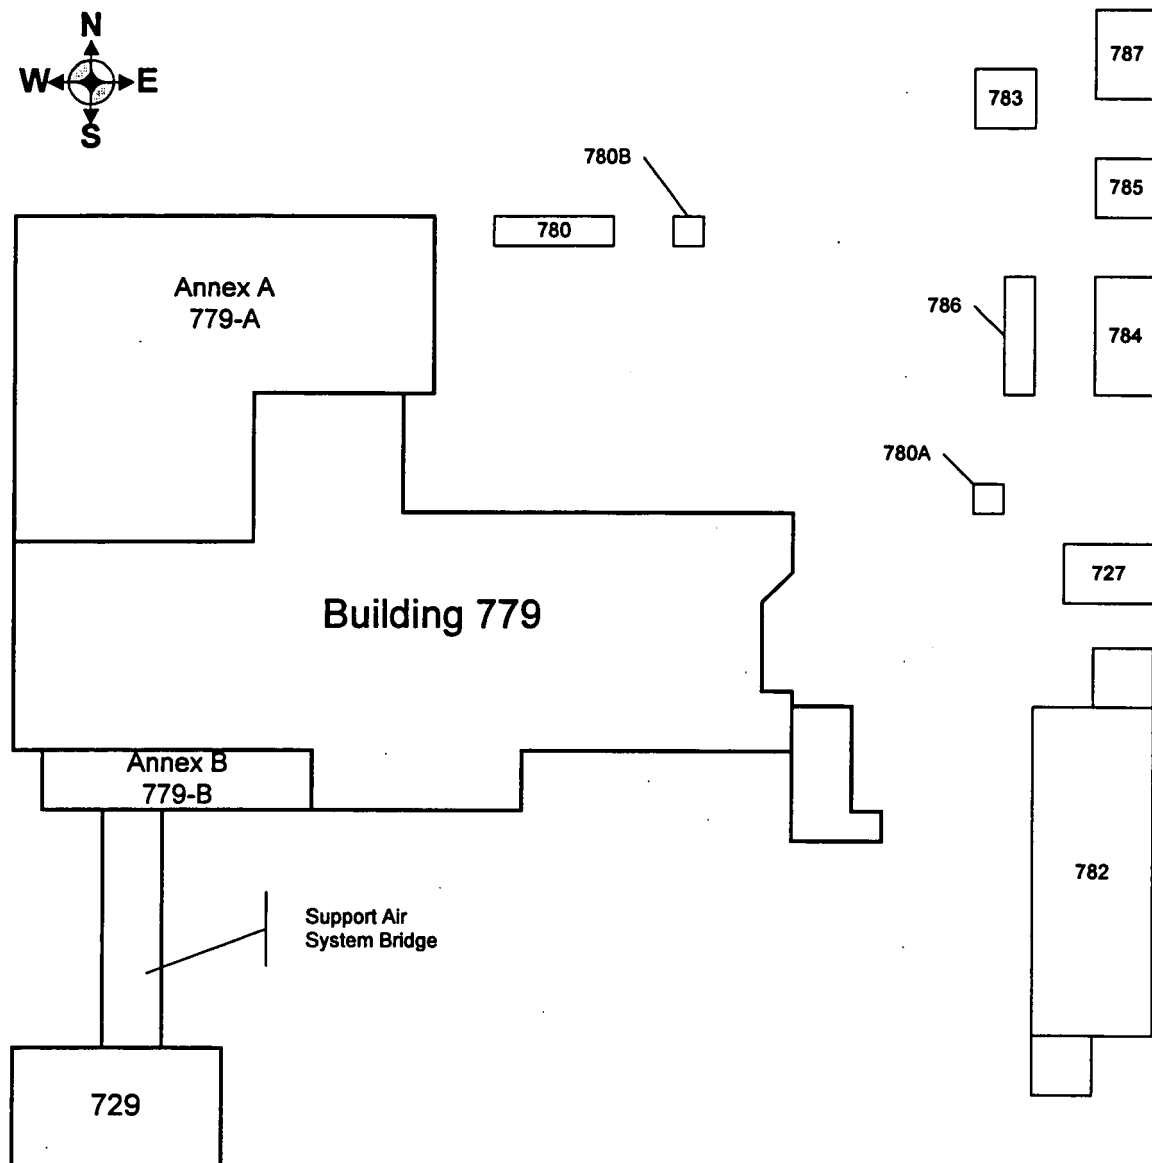 N
W E
S
787
783
780B
785
780
Annex A
779-A
786
784
780A
727
Building 779
Annex B
779-B
782
Support Air
System Bridge
729